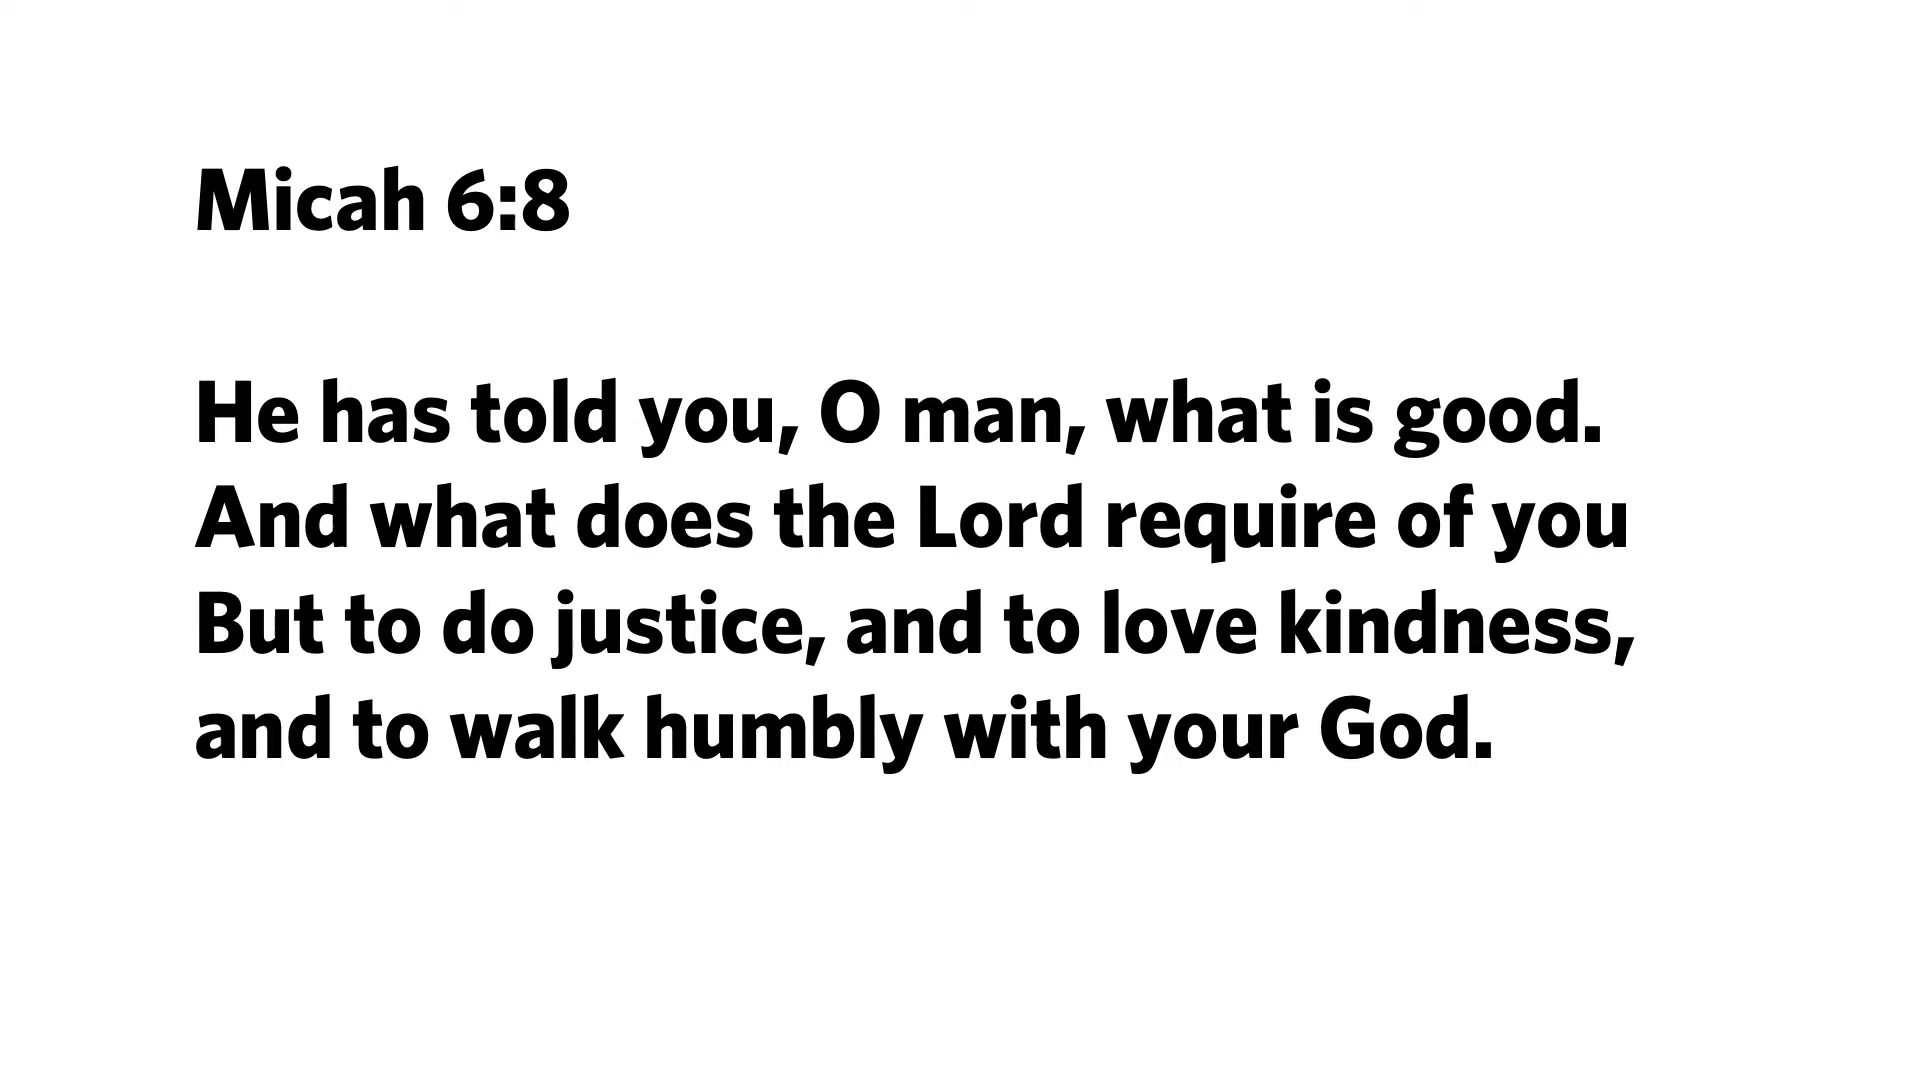 Micah 6:8
He has told you, O man, what is good.
And what does the Lord require of you
But to do justice, and to love kindness,
and to walk humbly with your God.